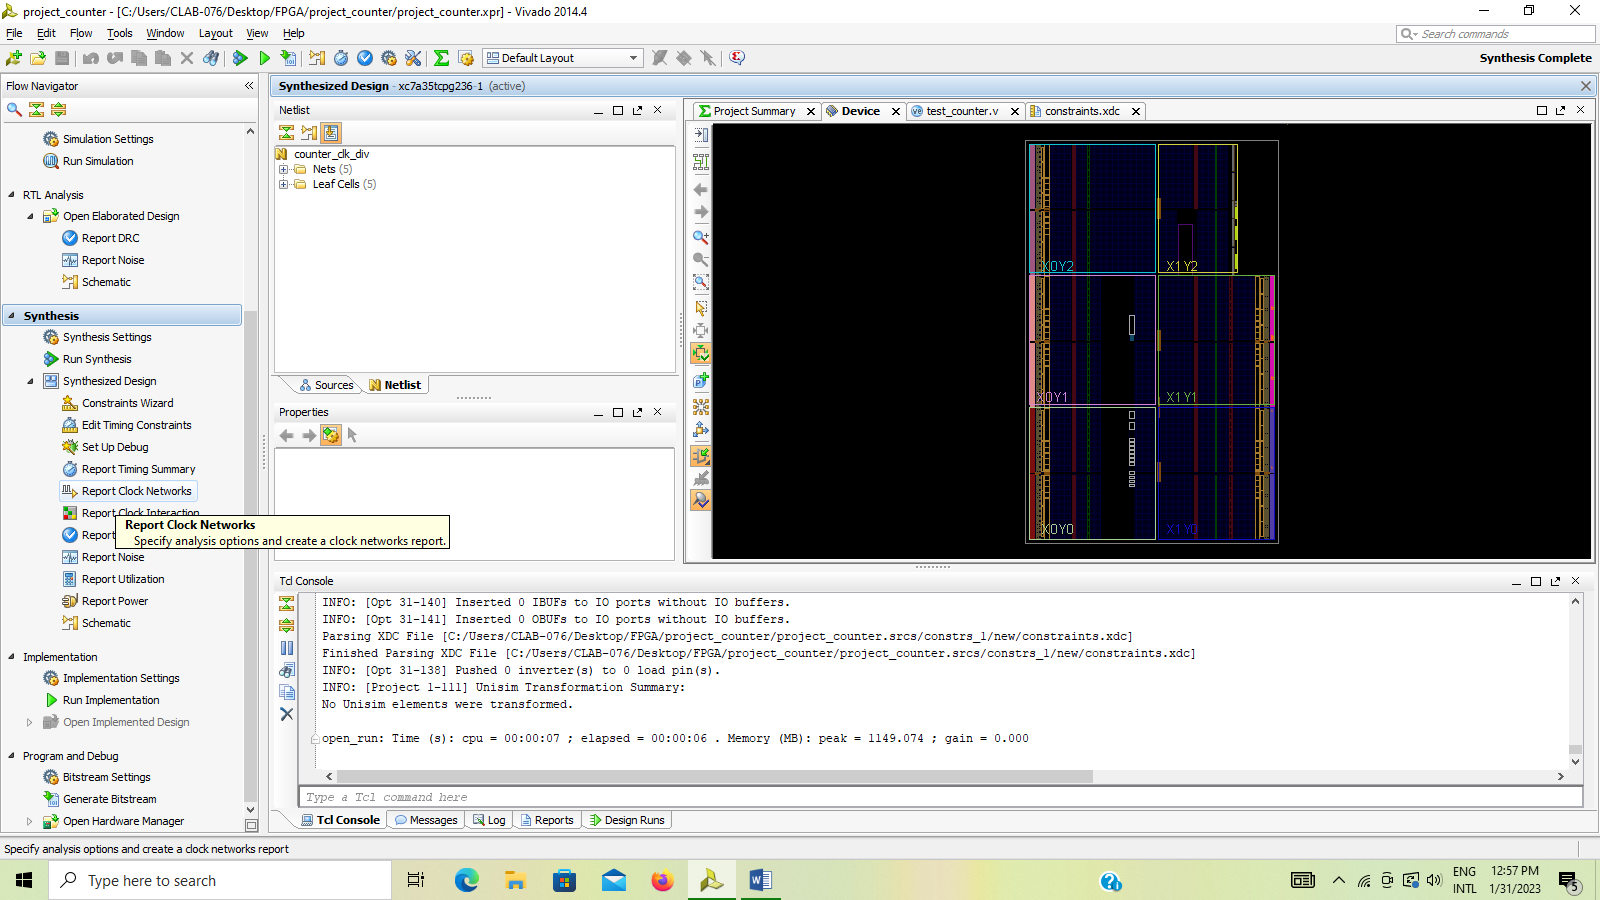 project_counter - [C:/Users/CLAB-076/Desktop/FPGA/project_counter/project_counter.xpr] - Vivado 2014.4
File Edit Flow Tools Window Layout View Help
Search commands
Default Layout
Synthesis Complete
Flow Navigator
Simulation Settings
Run Simulation
RTL Analysis
Open Elaborated Design
Report DRC
Report Noise
Schematic
Synthesis
Synthesis Settings
Run Synthesis
Synthesized Design
Constraints Wizard
Edit Timing Constraints
Set Up Debug
Report Timing Summary
Report Clock Networks
Report Clock Interaction
Report
Report Noise
Report Utilization
Report Power
Schematic
Implementation
Implementation Settings
Run Implementation
Open Implemented Design
Program and Debug
Bitstream Settings
Generate Bitstream
Open Hardware Manager
Report Clock Networks
Specify analysis options and create a clock networks report.
Synthesized Design - xc7a35tcpg236-1 (active)
Netlist
counter_clk_div
Nets (5)
Leaf Cells (5)
Sources Netlist
Properties
Project Summary Device test_counter.v constraints.xdc
X0Y2 X1Y2
X0Y1 X1Y1
X0Y0 X1Y0
Tcl Console
INFO: [Opt 31-140] Inserted 0 IBUFs to IO ports without IO buffers.
INFO: [Opt 31-141] Inserted 0 OBUFs to IO ports without IO buffers.
Parsing XDC File [C:/Users/CLAB-076/Desktop/FPGA/project_counter/project_counter.srcs/constrs_1/new/constraints.xdc]
Finished Parsing XDC File [C:/Users/CLAB-076/Desktop/FPGA/project_counter/project_counter.srcs/constrs_1/new/constraints.xdc]
INFO: [Opt 31-138] Pushed 0 inverter(s) to 0 load pin(s).
INFO: [Project 1-111] Unisim Transformation Summary:
No Unisim elements were transformed.
open_run: Time (s): cpu = 00:00:07 ; elapsed = 00:00:06 . Memory (MB): peak = 1149.074 ; gain = 0.000
Type a Tcl command here
Tcl Console Messages Log Reports Design Runs
Specify analysis options and create a clock networks report
Type here to search
ENG
INTL
12:57 PM
1/31/2023
5